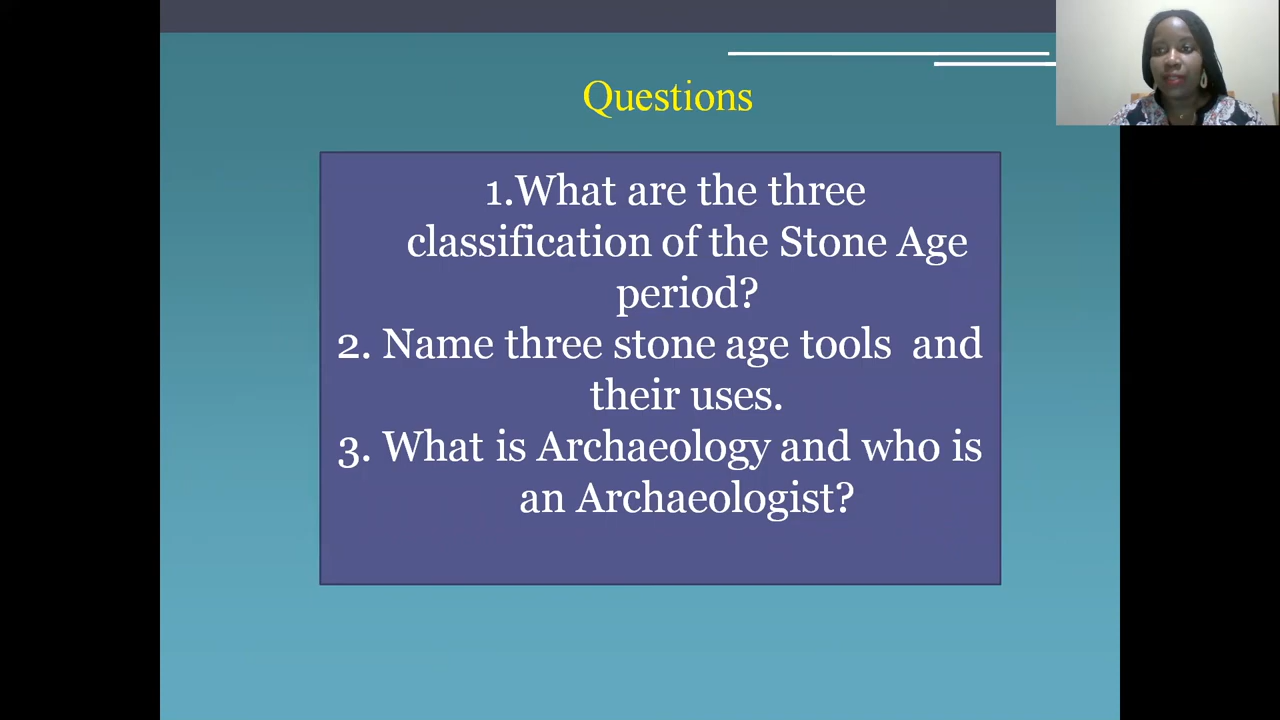 Questions
1.What are the three
classification of the Stone Age
period?
2. Name three stone age tools  and
their uses.
3. What is Archaeology and who is
an Archaeologist?